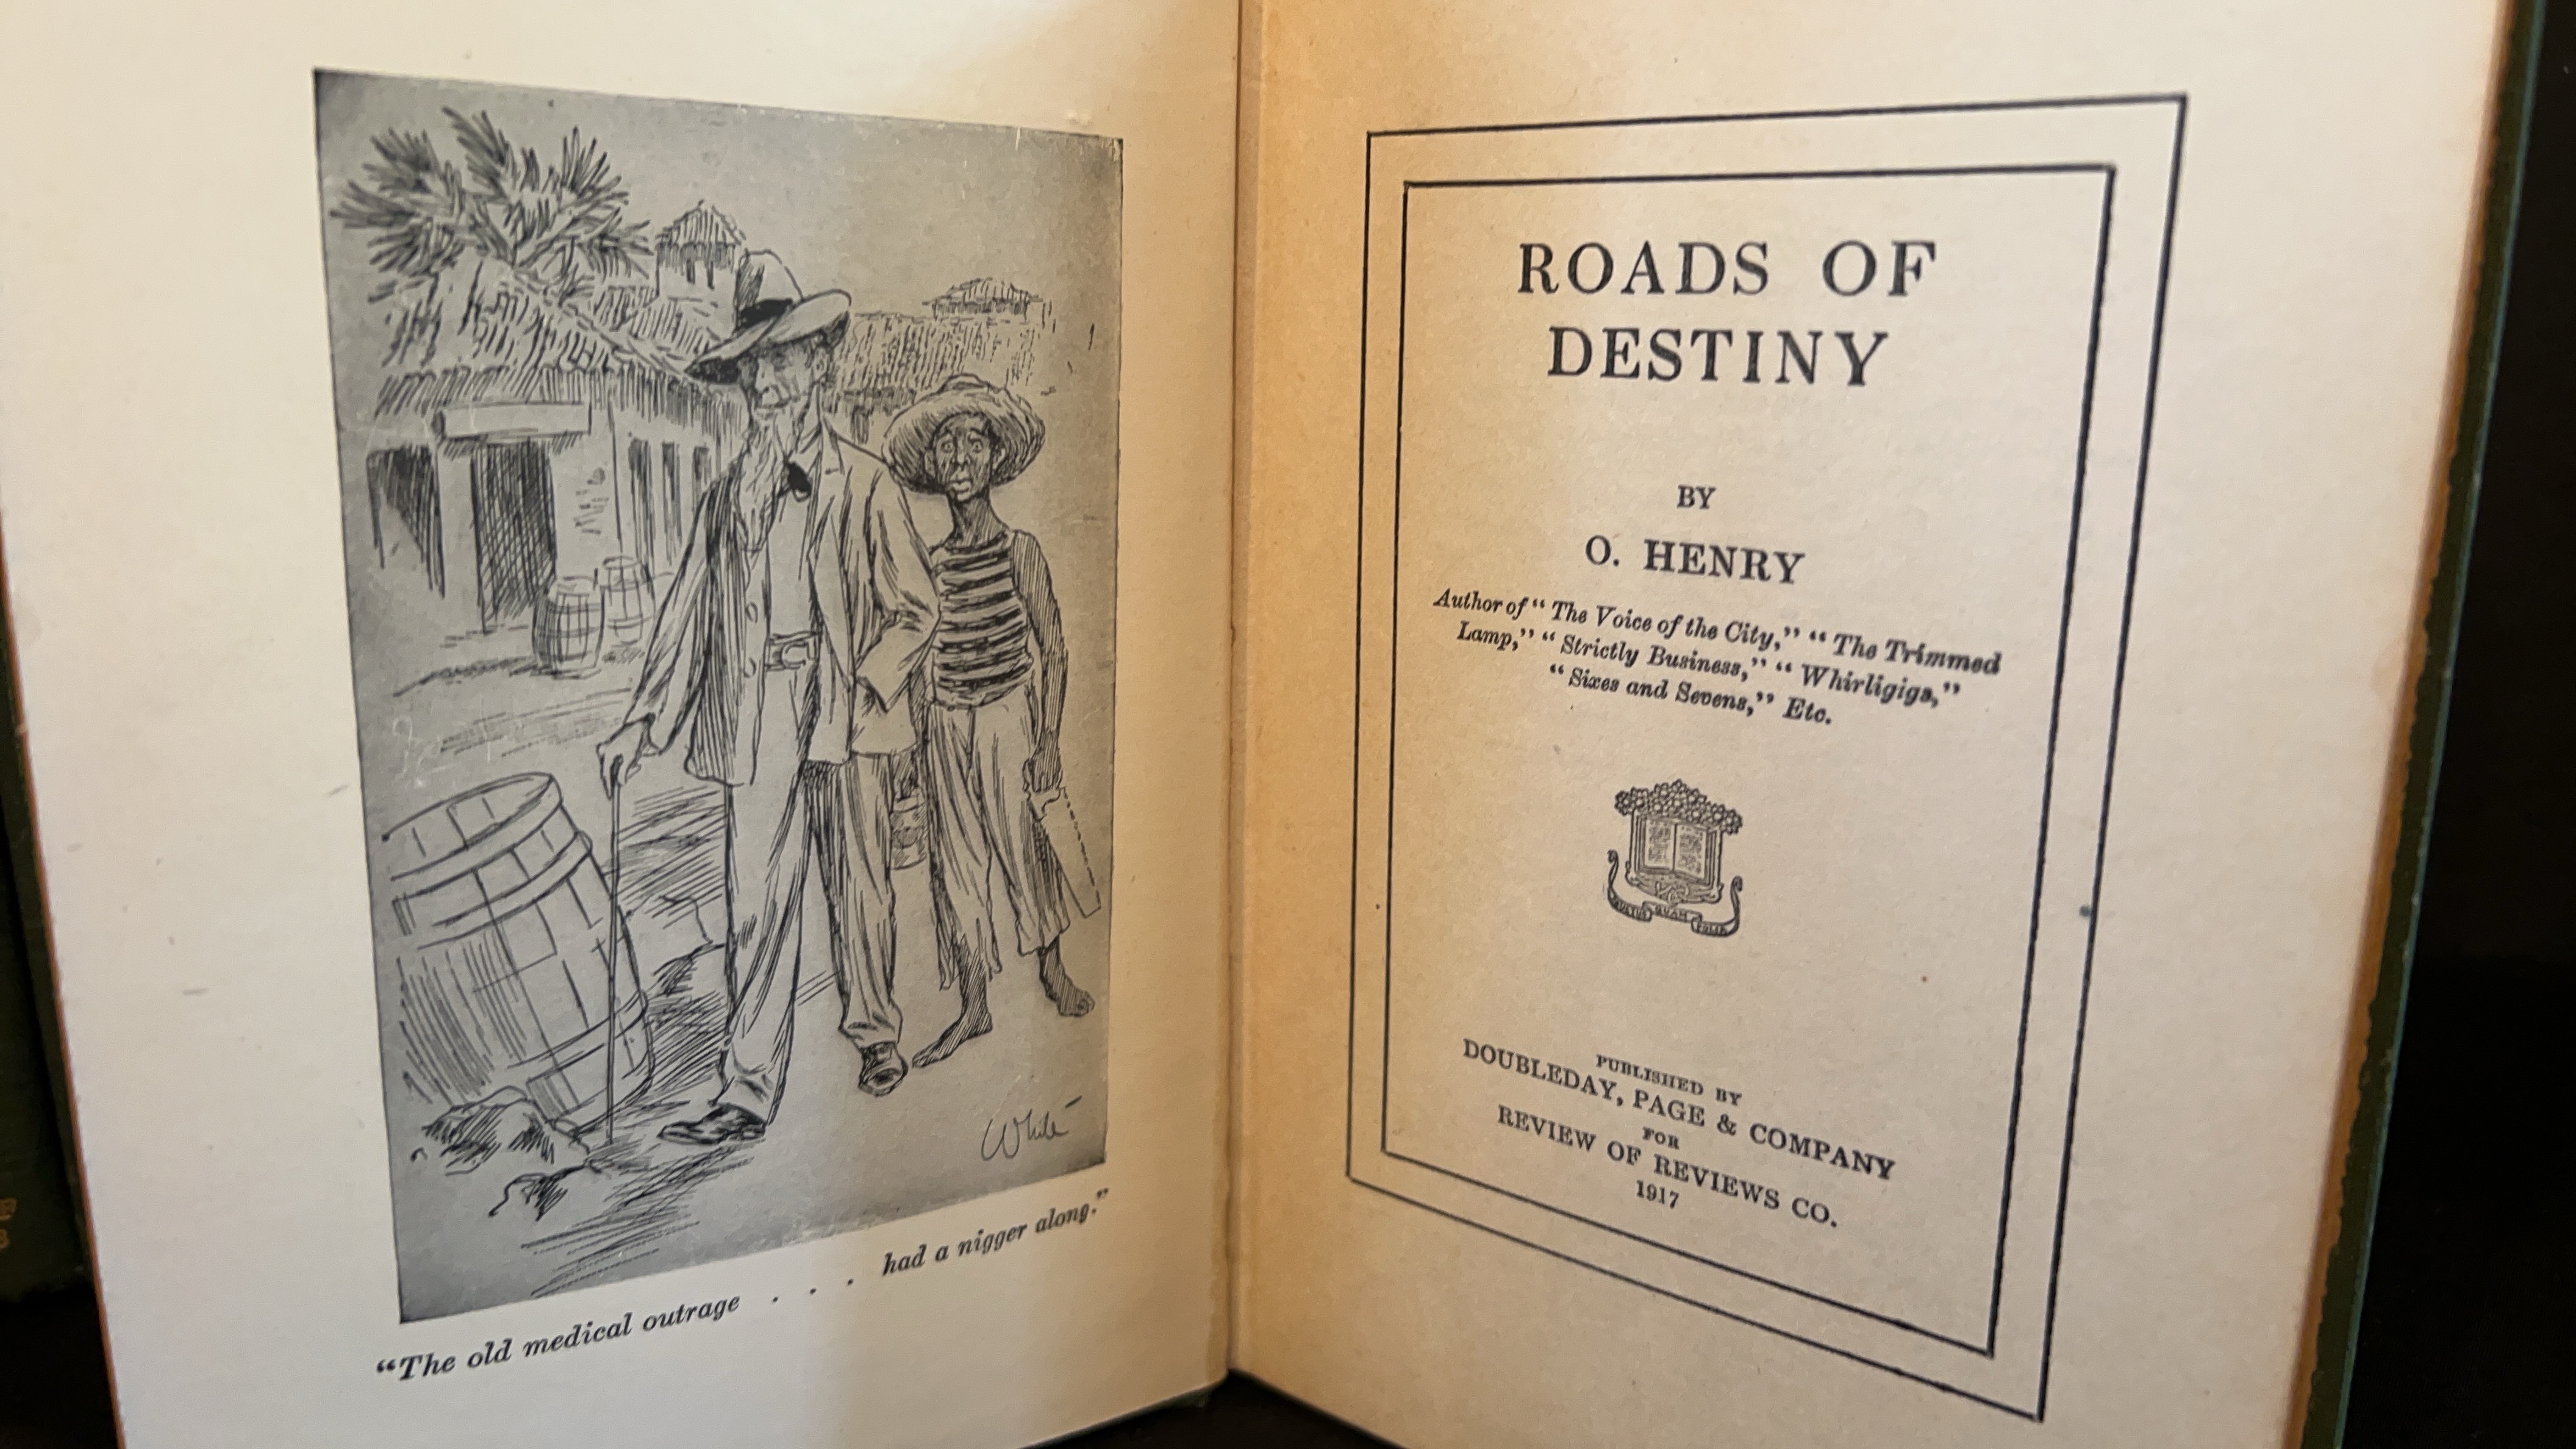 White
“The old medical outrage . . . had a nigger along.”
ROADS OF
DESTINY
BY
O. HENRY
Author of “The Voice of the City,” “The Trimmed
Lamp,” “Strictly Business,” “Whirligigs,”
“Sixes and Sevens,” Etc.
PUBLISHED BY
DOUBLEDAY, PAGE & COMPANY
FOR
REVIEW OF REVIEWS CO.
1917